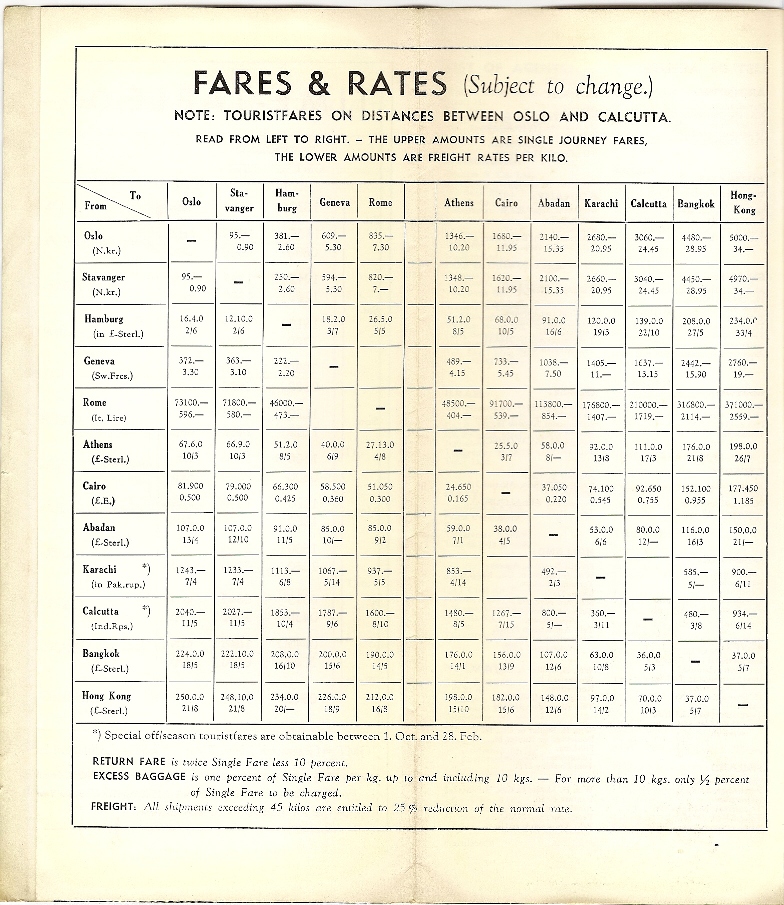 FARES & RATES (Subject to change.)
NOTE: TOURISTFARES ON DISTANCES BETWEEN OSLO AND CALCUTTA.
READ FROM LEFT TO RIGHT. – THE UPPER AMOUNTS ARE SINGLE JOURNEY FARES,
THE LOWER AMOUNTS ARE FREIGHT RATES PER KILO.
To From Oslo Sta-vanger Ham-burg Geneva Rome Athens Cairo Abadan Karachi Calcutta Bangkok Hong-Kong
Oslo — 95.— 381.— 609.— 835.— 1346.— 1680.— 2140.— 2680.— 3060.— 4480.— 5000.—
(N.kr.) 0.90 2.60 5.30 7.30 10.20 11.95 15.35 20.95 24.45 28.95 34.—
Stavanger 95.— — 250.— 594.— 820.— 1348.— 1620.— 2100.— 2660.— 3040.— 4450.— 4970.—
(N.kr.) 0.90 2.60 5.30 7.— 10.20 11.95 15.35 20.95 24.45 28.95 34.—
Hamburg 16.4.0 12.10.0 — 18.2.0 26.5.0 51.2.0 68.0.0 91.0.0 120.0.0 139.0.0 208.0.0 234.0.0
(in £-Sterl.) 2/6 2/6 3/7 5/5 8/5 10/5 16/6 19/3 22/10 27/5 33/4
Geneva 372.— 363.— 222.— — 489.— 733.— 1038.— 1405.— 1637.— 2442.— 2760.—
(Sw.Frcs.) 3.30 3.10 2.20 4.15 5.45 7.50 11.— 13.15 15.90 19.—
Rome 73100.— 71800.— 46000.— — 48500.— 91700.— 113800.— 176800.— 210000.— 316800.— 371000.—
(It. Lire) 596.— 580.— 473.— 404.— 539.— 854.— 1407.— 1719.— 2114.— 2559.—
Athens 67.6.0 66.9.0 51.2.0 40.0.0 27.13.0 — 25.5.0 58.0.0 92.0.0 111.0.0 176.0.0 198.0.0
(£-Sterl.) 10/3 10/3 8/5 6/9 4/8 3/7 8/— 13/8 17/3 21/8 26/7
Cairo 81.900 79.000 66.300 58.500 51.050 24.650 — 37.050 74.100 92.650 152.100 177.450
(£.E.) 0.500 0.500 0.425 0.360 0.300 0.165 0.220 0.545 0.755 0.955 1.185
Abadan 107.0.0 107.0.0 91.0.0 85.0.0 85.0.0 59.0.0 38.0.0 — 53.0.0 80.0.0 116.0.0 150.0.0
(£-Sterl.) 13/4 12/10 11/5 10/— 9/2 7/1 4/5 6/6 12/— 16/3 21/—
Karachi *) 1243.— 1233.— 1113.— 1067.— 937.— 853.— 492.— — 585.— 900.—
(in Pak.rup.) 7/4 7/4 6/8 5/14 5/5 4/14 2/3 5/— 6/11
Calcutta *) 2040.— 2027.— 1853.— 1787.— 1600.— 1480.— 1267.— 800.— 360.— — 480.— 934.—
(Ind.Rps.) 11/5 11/5 10/4 9/6 8/10 8/5 7/15 5/— 3/11 3/8 6/14
Bangkok 224.0.0 222.10.0 208.0.0 200.0.0 190.0.0 176.0.0 156.0.0 107.0.0 63.0.0 36.0.0 — 37.0.0
(£-Sterl.) 18/5 18/5 16/10 15/6 14/5 14/1 13/9 12/6 10/8 5/3 5/7
Hong Kong 250.0.0 248.10.0 234.0.0 226.0.0 212.0.0 198.0.0 182.0.0 148.0.0 97.0.0 70.0.0 37.0.0 —
(£-Sterl.) 21/8 21/8 20/— 18/9 16/8 15/10 15/6 12/6 14/2 10/3 5/7
*) Special offseason touristfares are obtainable between 1. Oct. and 28. Feb.
RETURN FARE is twice Single Fare less 10 percent.
EXCESS BAGGAGE is one percent of Single Fare per kg. up to and including 10 kgs. — For more than 10 kgs. only ½ percent
of Single Fare to be charged.
FREIGHT: All shipments exceeding 45 kilos are entitled to 25 % reduction of the normal rate.